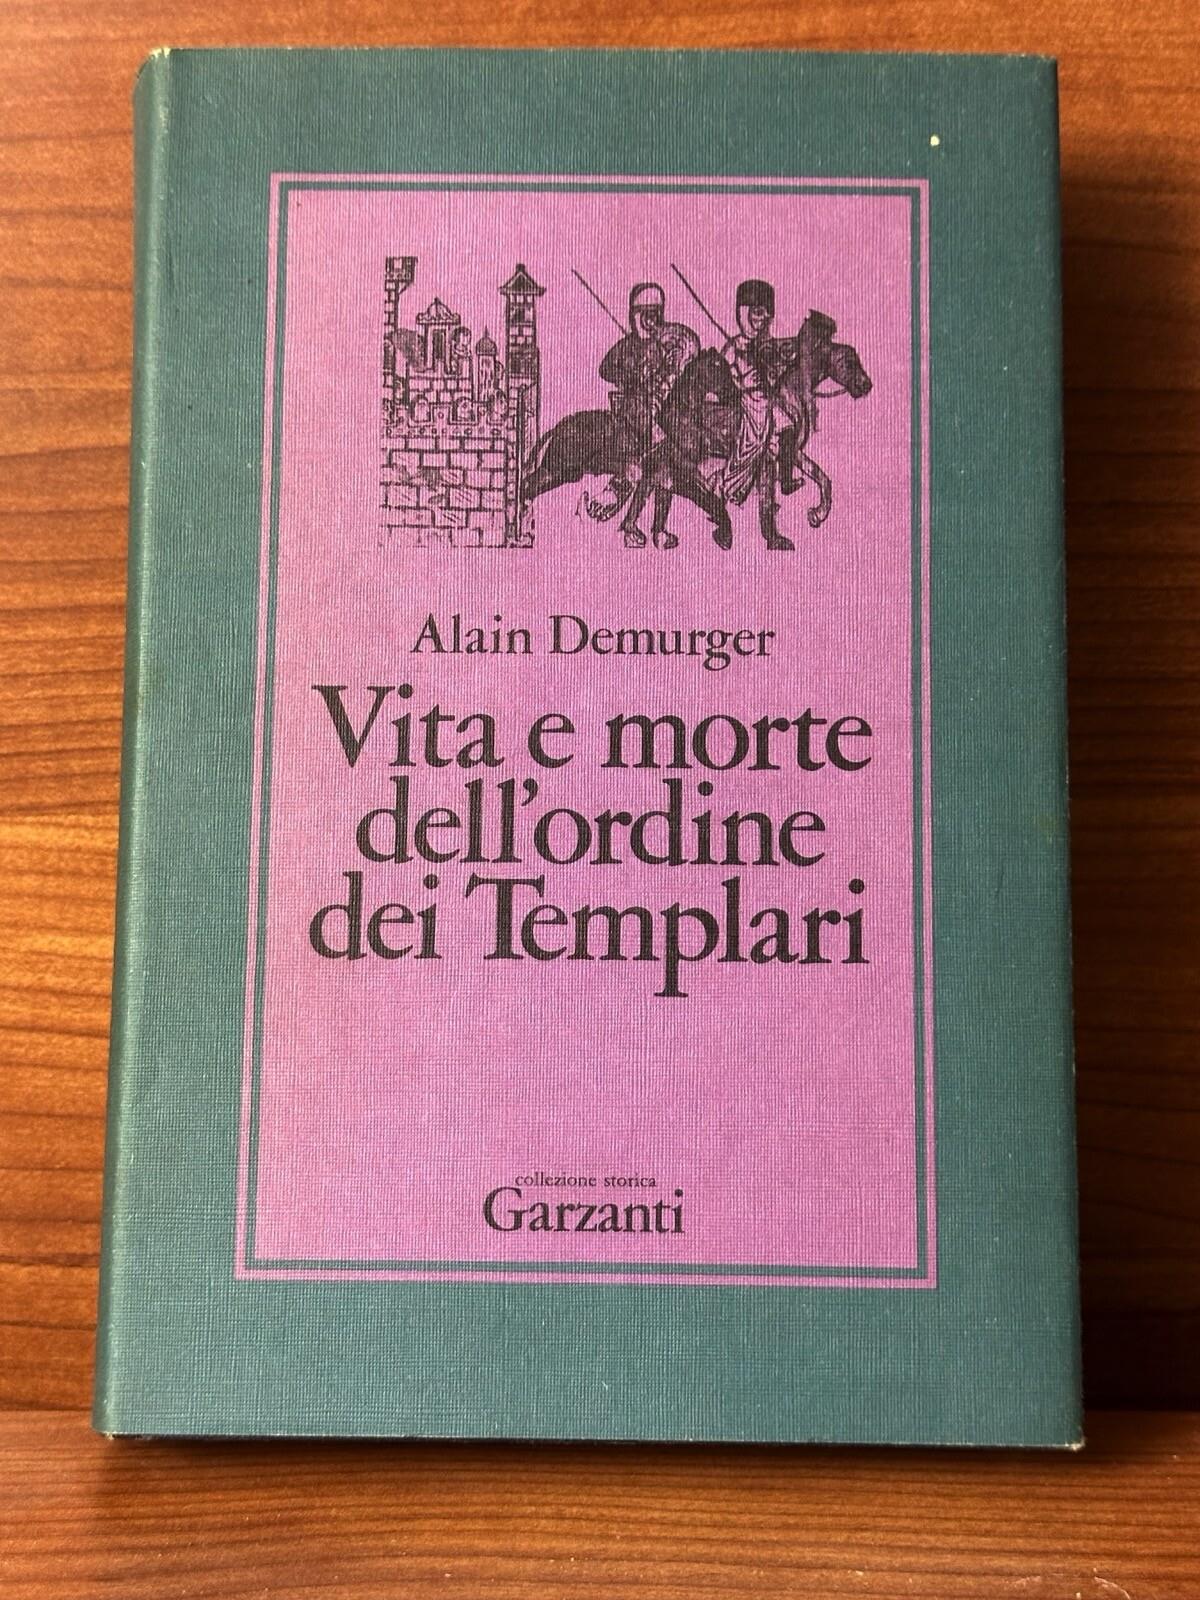 Alain Demurger
Vita e morte
dell'ordine
dei Templari
collezione storica
Garzanti